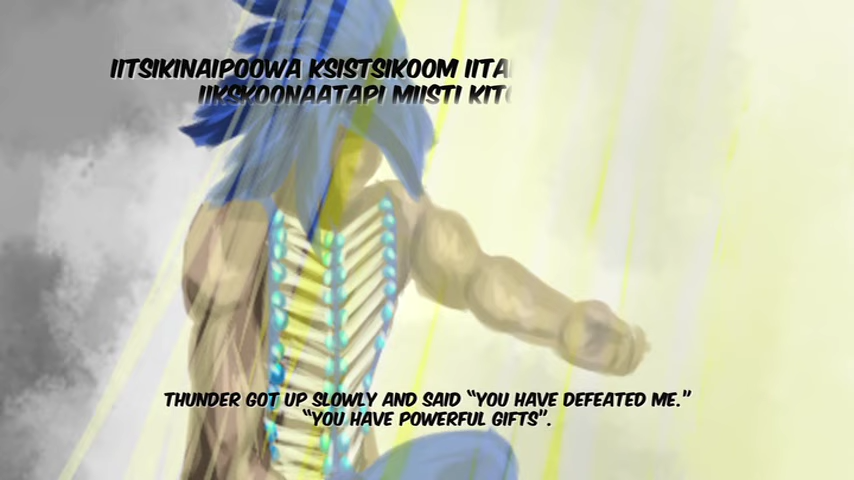 IITSIKINAIPOOWA KSISTSIKOOM
IIKSKOONAATAPI MIISTI
THUNDER GOT UP SLOWLY AND SAID “YOU HAVE DEFEATED ME.”
“YOU HAVE POWERFUL GIFTS”.